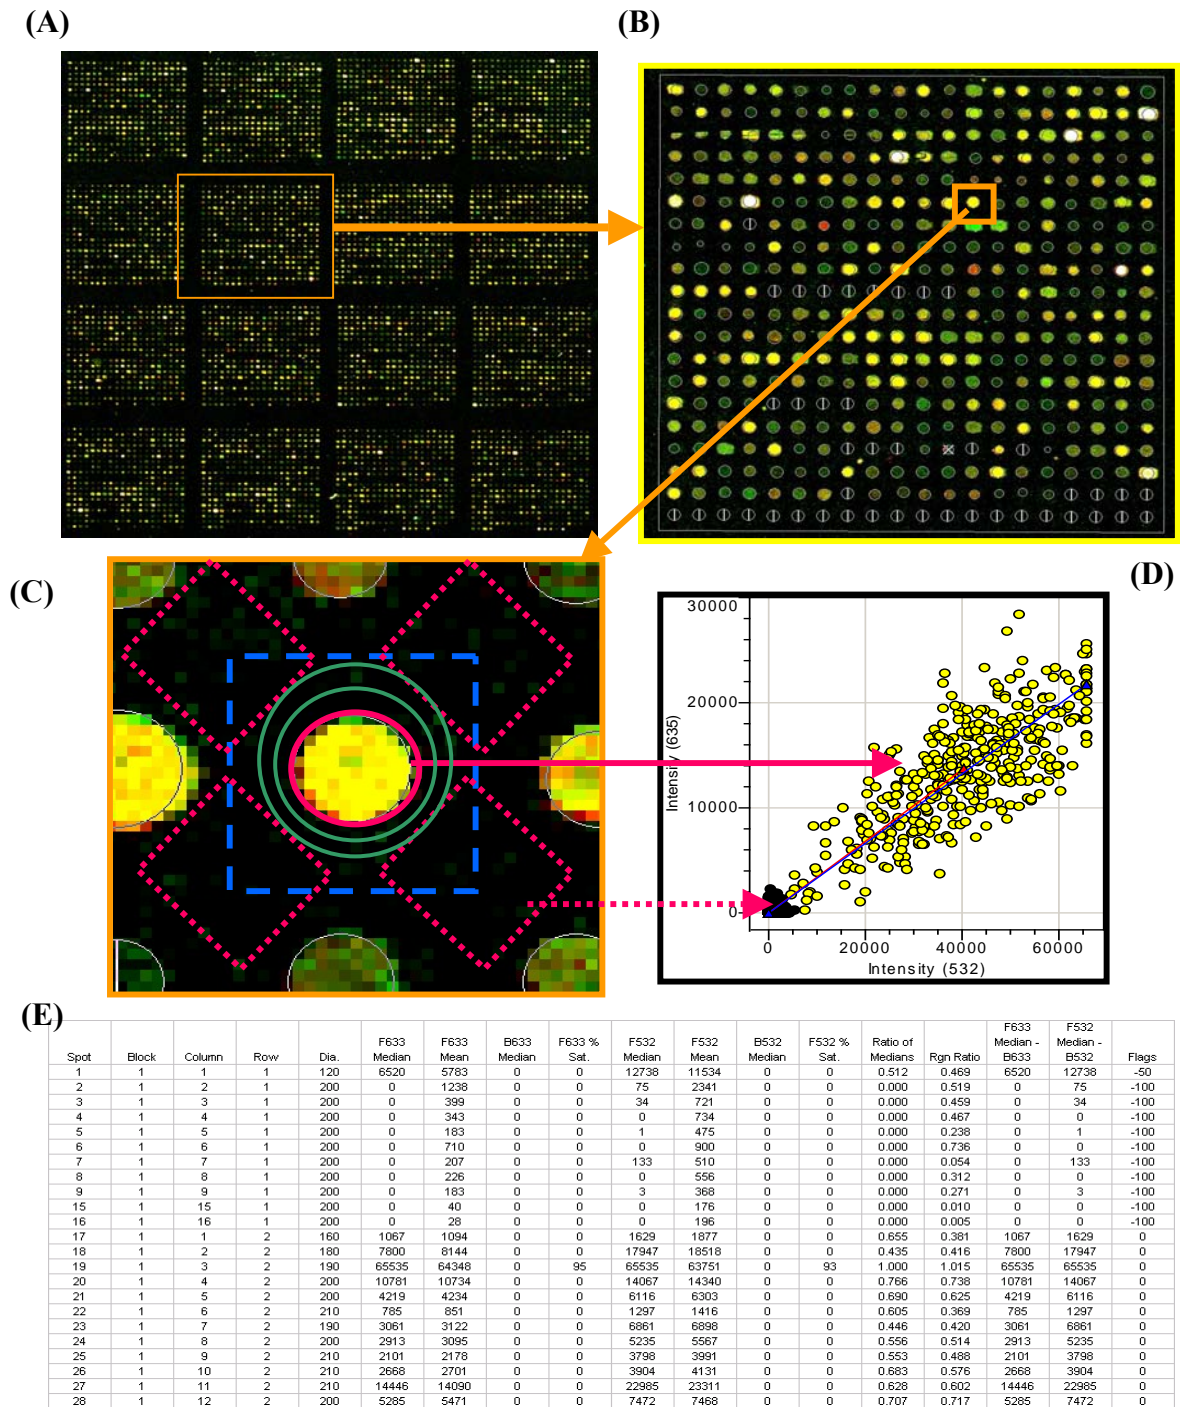 (A)
(B)
(C)
(D)
30000
20000
10000
0
Intensity (635)
0 20000 40000 60000
Intensity (532)
(E)
Spot Block Column Row Dia. F633 Median F633 Mean B633 Median F633 % Sat. F532 Median F532 Mean B532 Median F532 % Sat. Ratio of Medians Rgn Ratio F633 Median - B633 F532 Median - B532 Flags
1 1 1 1 120 6520 5783 0 0 12738 11534 0 0 0.512 0.469 6520 12738 -50
2 1 2 1 200 0 1238 0 0 75 2341 0 0 0.000 0.519 0 75 -100
3 1 3 1 200 0 399 0 0 34 721 0 0 0.000 0.459 0 34 -100
4 1 4 1 200 0 343 0 0 0 734 0 0 0.000 0.467 0 0 -100
5 1 5 1 200 0 183 0 0 1 475 0 0 0.000 0.238 0 1 -100
6 1 6 1 200 0 710 0 0 0 900 0 0 0.000 0.736 0 0 -100
7 1 7 1 200 0 207 0 0 133 510 0 0 0.000 0.054 0 133 -100
8 1 8 1 200 0 226 0 0 0 556 0 0 0.000 0.312 0 0 -100
9 1 9 1 200 0 183 0 0 3 368 0 0 0.000 0.271 0 3 -100
15 1 15 1 200 0 40 0 0 0 176 0 0 0.000 0.010 0 0 -100
16 1 16 1 200 0 28 0 0 0 196 0 0 0.000 0.005 0 0 -100
17 1 1 2 160 1067 1094 0 0 1629 1877 0 0 0.655 0.381 1067 1629 0
18 1 2 2 180 7800 8144 0 0 17947 18518 0 0 0.435 0.416 7800 17947 0
19 1 3 2 190 65535 64348 0 95 65535 63751 0 93 1.000 1.015 65535 65535 0
20 1 4 2 200 10781 10734 0 0 14067 14340 0 0 0.766 0.738 10781 14067 0
21 1 5 2 200 4219 4234 0 0 6116 6303 0 0 0.690 0.625 4219 6116 0
22 1 6 2 210 785 851 0 0 1297 1416 0 0 0.605 0.369 785 1297 0
23 1 7 2 190 3061 3122 0 0 6861 6898 0 0 0.446 0.420 3061 6861 0
24 1 8 2 200 2913 3095 0 0 5235 5567 0 0 0.556 0.514 2913 5235 0
25 1 9 2 210 2101 2178 0 0 3798 3991 0 0 0.553 0.488 2101 3798 0
26 1 10 2 210 2668 2701 0 0 3904 4131 0 0 0.683 0.576 2668 3904 0
27 1 11 2 210 14446 14090 0 0 22985 23311 0 0 0.628 0.602 14446 22985 0
28 1 12 2 200 5285 5471 0 0 7472 7468 0 0 0.707 0.717 5285 7472 0